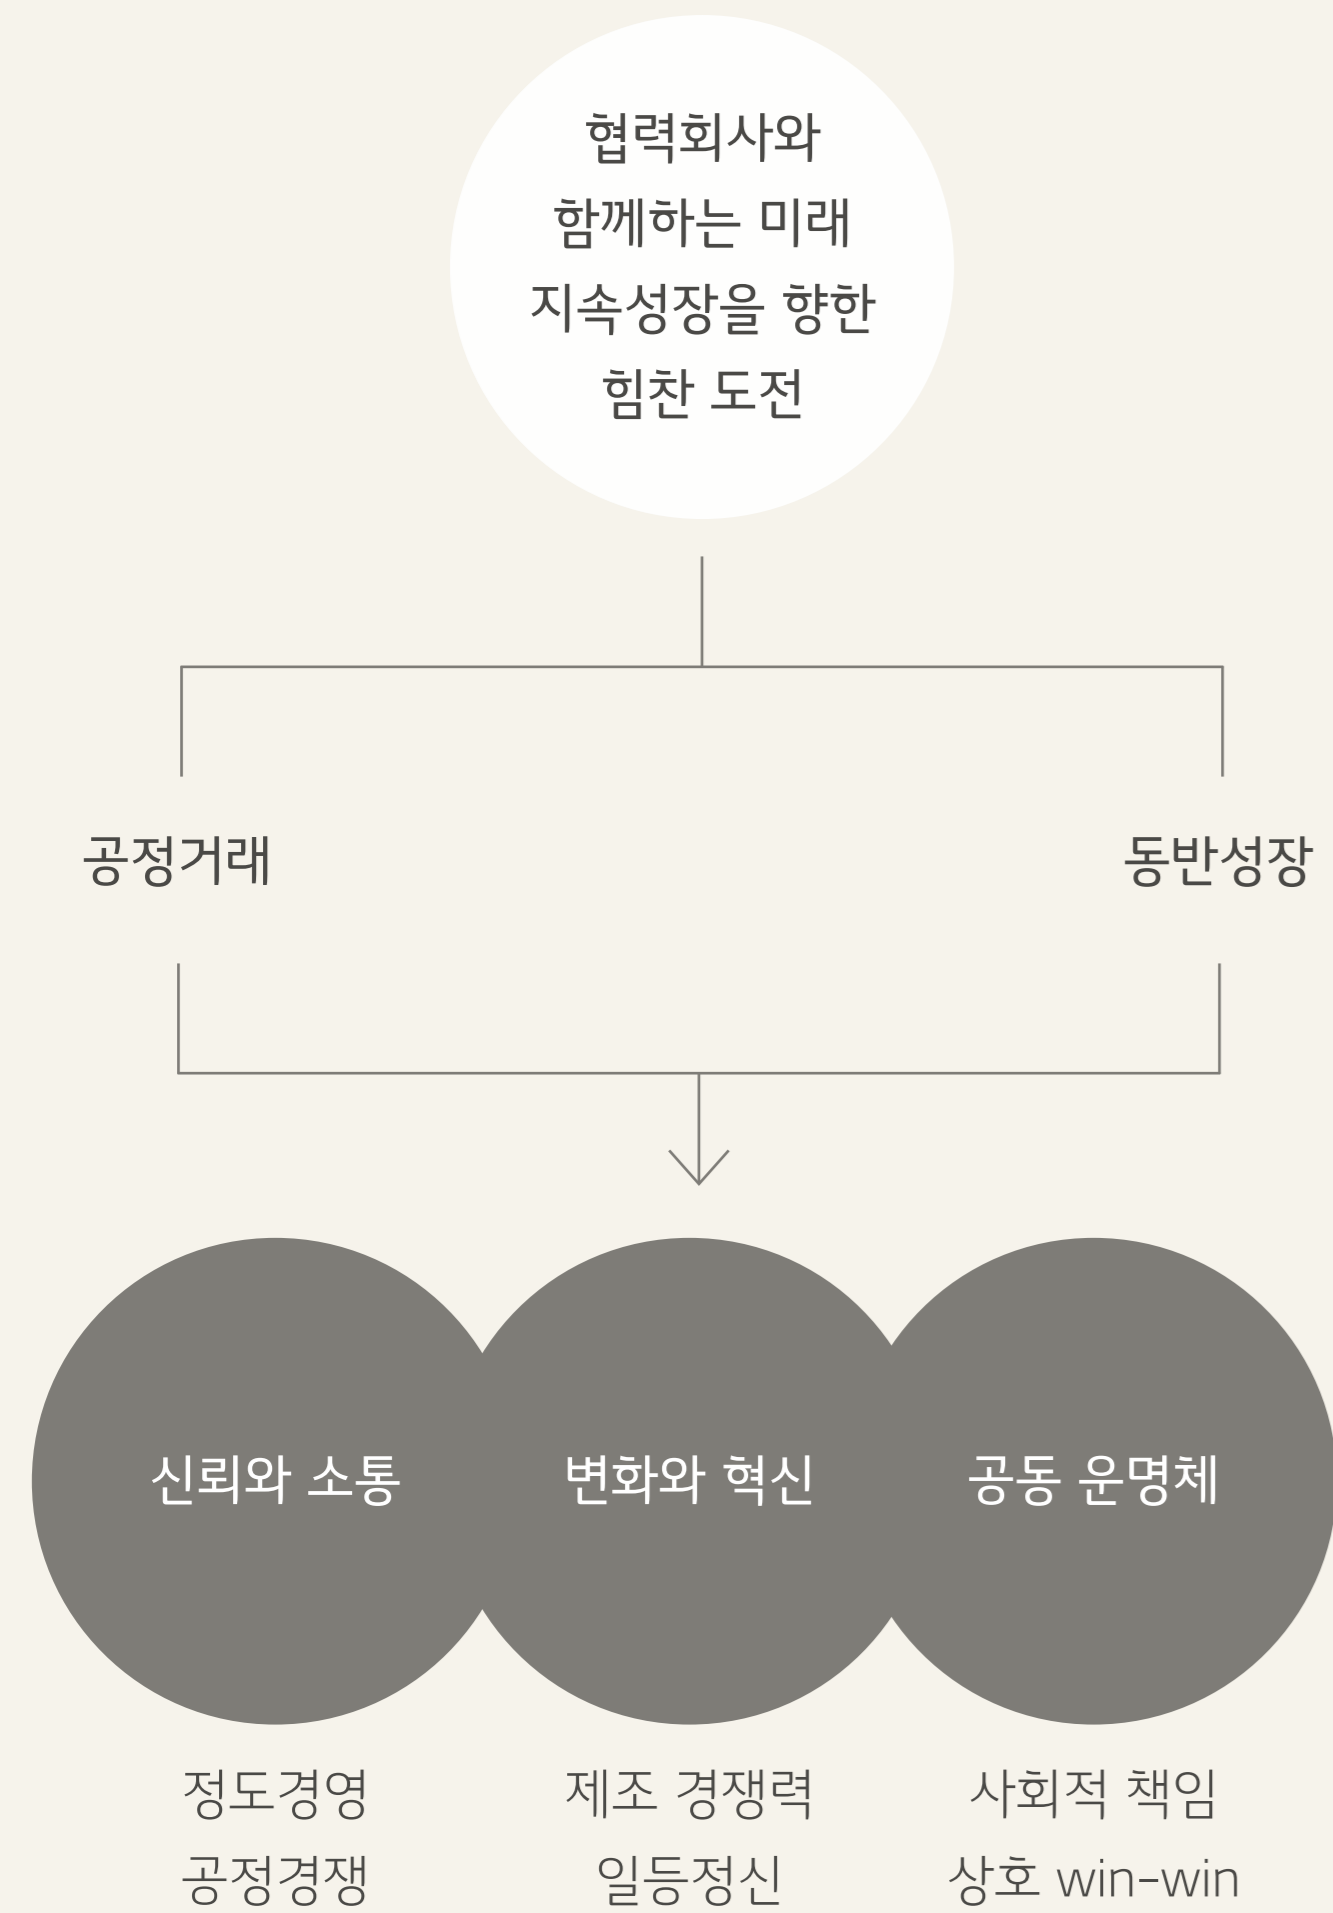 협력회사와
함께하는 미래
지속성장을 향한
힘찬 도전
공정거래
동반성장
신뢰와 소통
변화와 혁신
공동 운명체
정도경영
공정경쟁
제조 경쟁력
일등정신
사회적 책임
상호 win-win